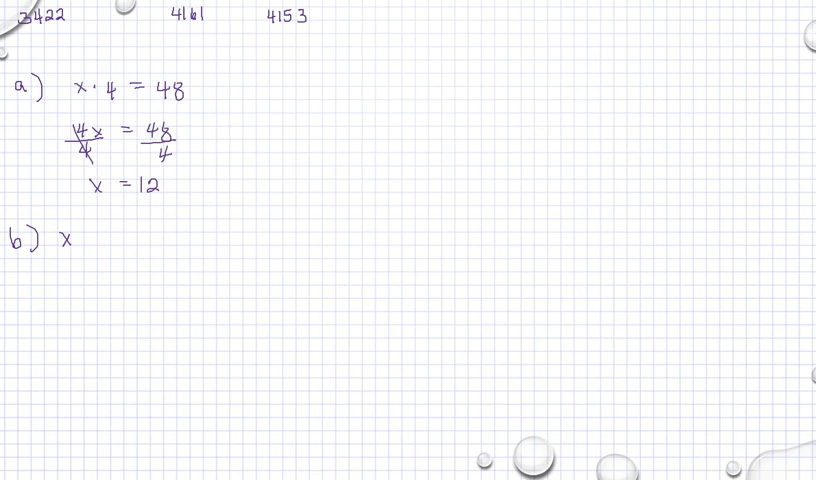 3422 4161 4153
a) x · 4 = 48
4x/4 = 48/4
x = 12
b) x